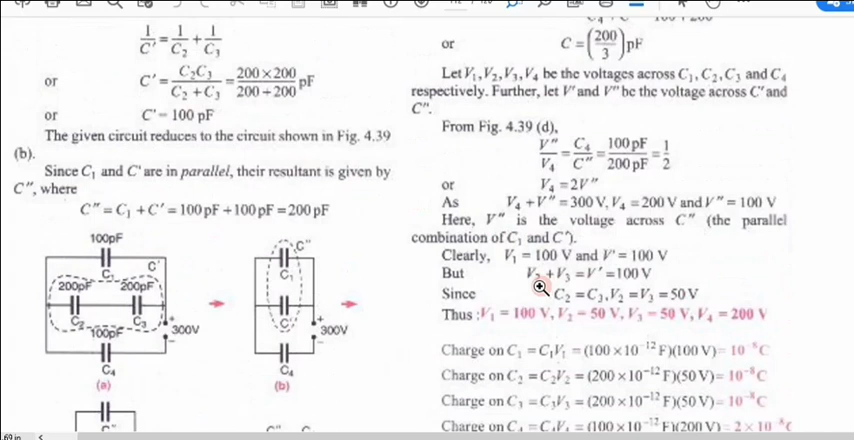 1/C' = 1/C₂ + 1/C₃
or C' = C₂C₃/C₂ + C₃ = 200 × 200/200 + 200 pF
or C' = 100 pF
The given circuit reduces to the circuit shown in Fig. 4.39
(b).
Since C₁ and C' are in parallel, their resultant is given by
C", where
C" = C₁ + C' = 100 pF + 100 pF = 200 pF
100pF
C₁
C'
200pF 200pF
C₂ C₃
100pF
+
300V
−
C₄
(a)
C"
C₁
C'
+
300V
−
C₄
(b)
C"
or C = (200/3) pF
Let V₁, V₂, V₃, V₄ be the voltages across C₁, C₂, C₃ and C₄
respectively. Further, let V' and V" be the voltage across C' and
C".
From Fig. 4.39 (d),
V"/V₄ = C₄/C" = 100 pF/200 pF = 1/2
or V₄ = 2V"
As V₄ + V" = 300 V, V₄ = 200 V and V" = 100 V
Here, V" is the voltage across C" (the parallel
combination of C₁ and C').
Clearly, V₁ = 100 V and V' = 100 V
But V₂ + V₃ = V' = 100 V
Since C₂ = C₃, V₂ = V₃ = 50 V
Thus : V₁ = 100 V, V₂ = 50 V, V₃ = 50 V, V₄ = 200 V
Charge on C₁ = C₁V₁ = (100 × 10⁻¹² F)(100 V) = 10⁻⁸ C
Charge on C₂ = C₂V₂ = (200 × 10⁻¹² F)(50 V) = 10⁻⁸ C
Charge on C₃ = C₃V₃ = (200 × 10⁻¹² F)(50 V) = 10⁻⁸ C
Charge on C₄ = C₄V₄ = (100 × 10⁻¹² F)(200 V) = 2 × 10⁻⁸ C
.69 in